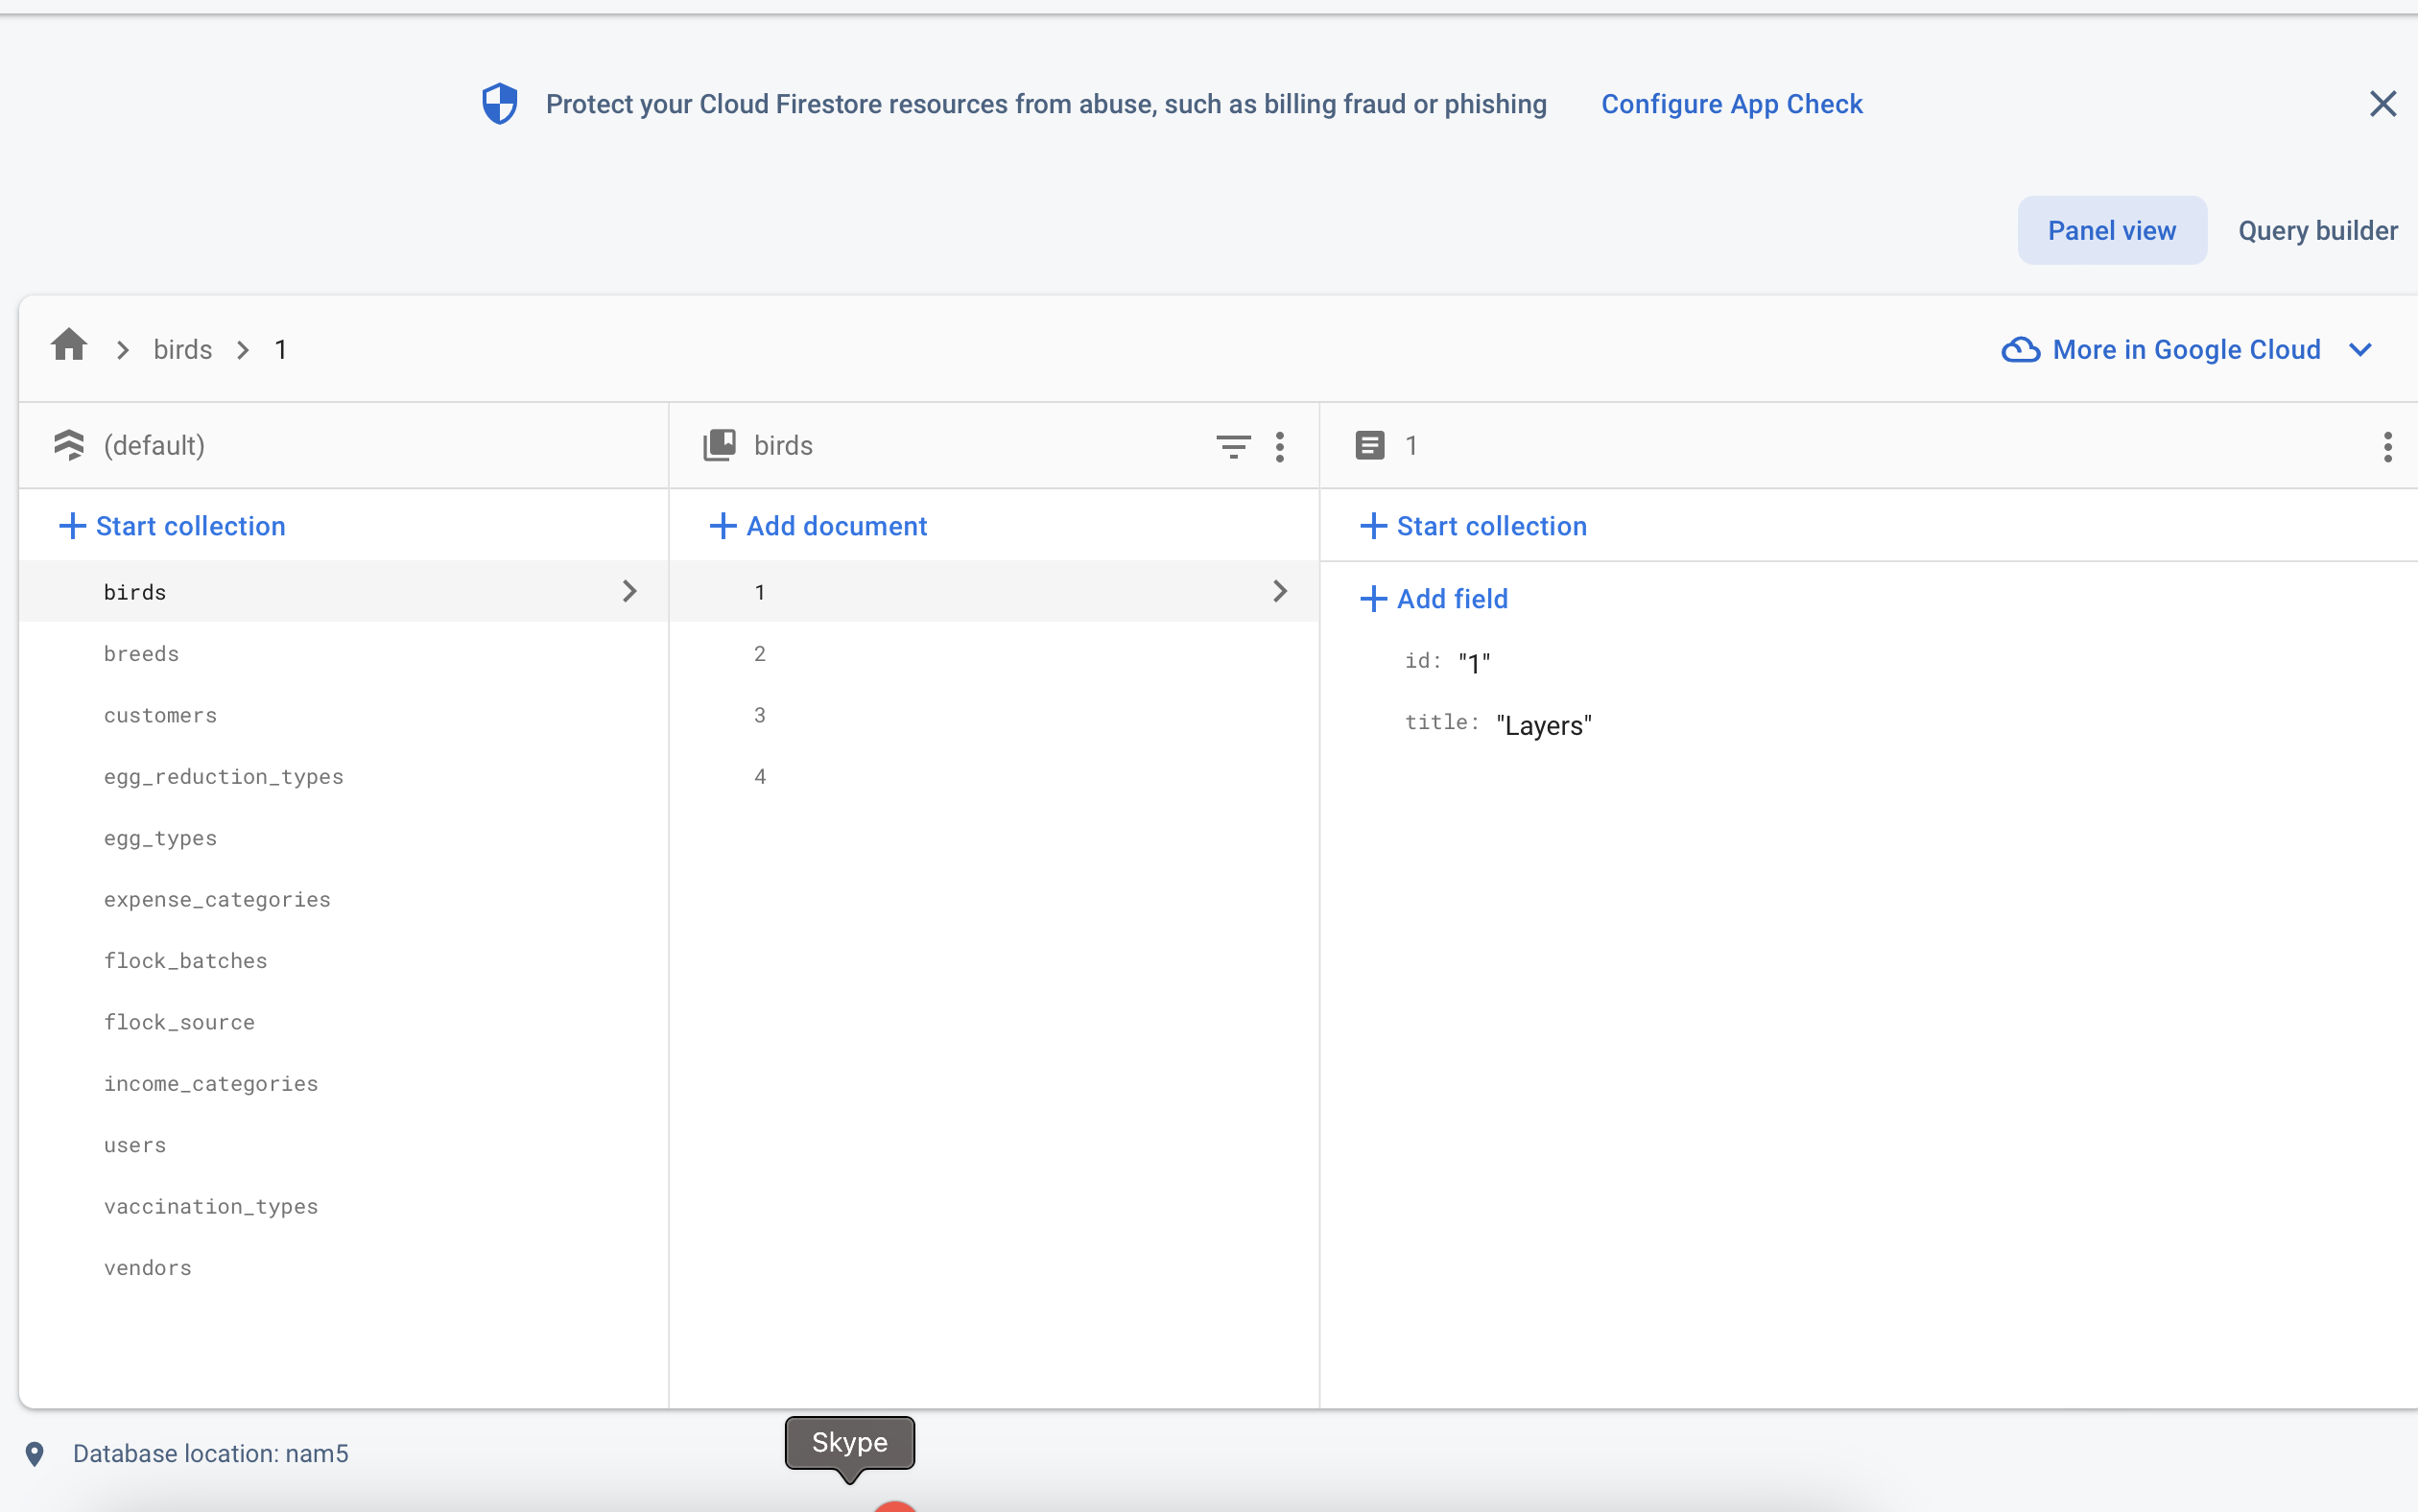 Protect your Cloud Firestore resources from abuse, such as billing fraud or phishing Configure App Check
Panel view Query builder
birds 1
More in Google Cloud
(default)
Start collection
birds
breeds
customers
egg_reduction_types
egg_types
expense_categories
flock_batches
flock_source
income_categories
users
vaccination_types
vendors
birds
Add document
1
2
3
4
1
Start collection
Add field
id: "1"
title: "Layers"
Database location: nam5
Skype